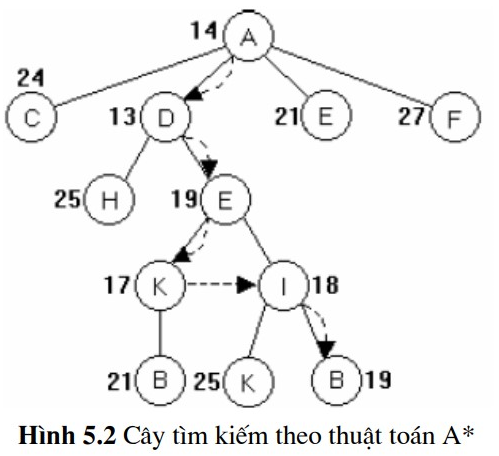 14 A
24
C 13 D 21 E 27 F
25 H 19 E
17 K I 18
21 B 25 K B 19
Hình 5.2 Cây tìm kiếm theo thuật toán A*